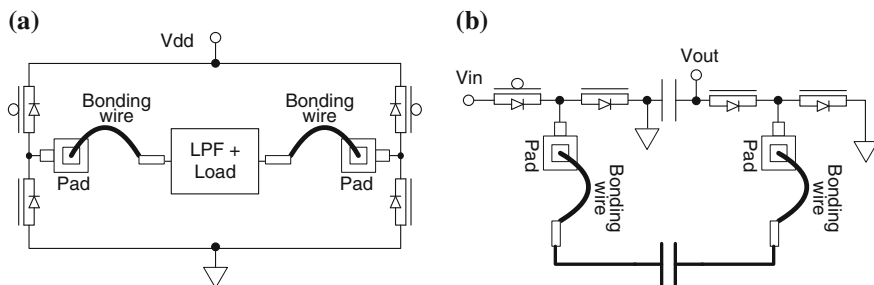 (a)
Vdd
Bonding
wire
Bonding
wire
LPF +
Load
Pad
Pad
(b)
Vin
Vout
Pad
Bonding
wire
Pad
Bonding
wire